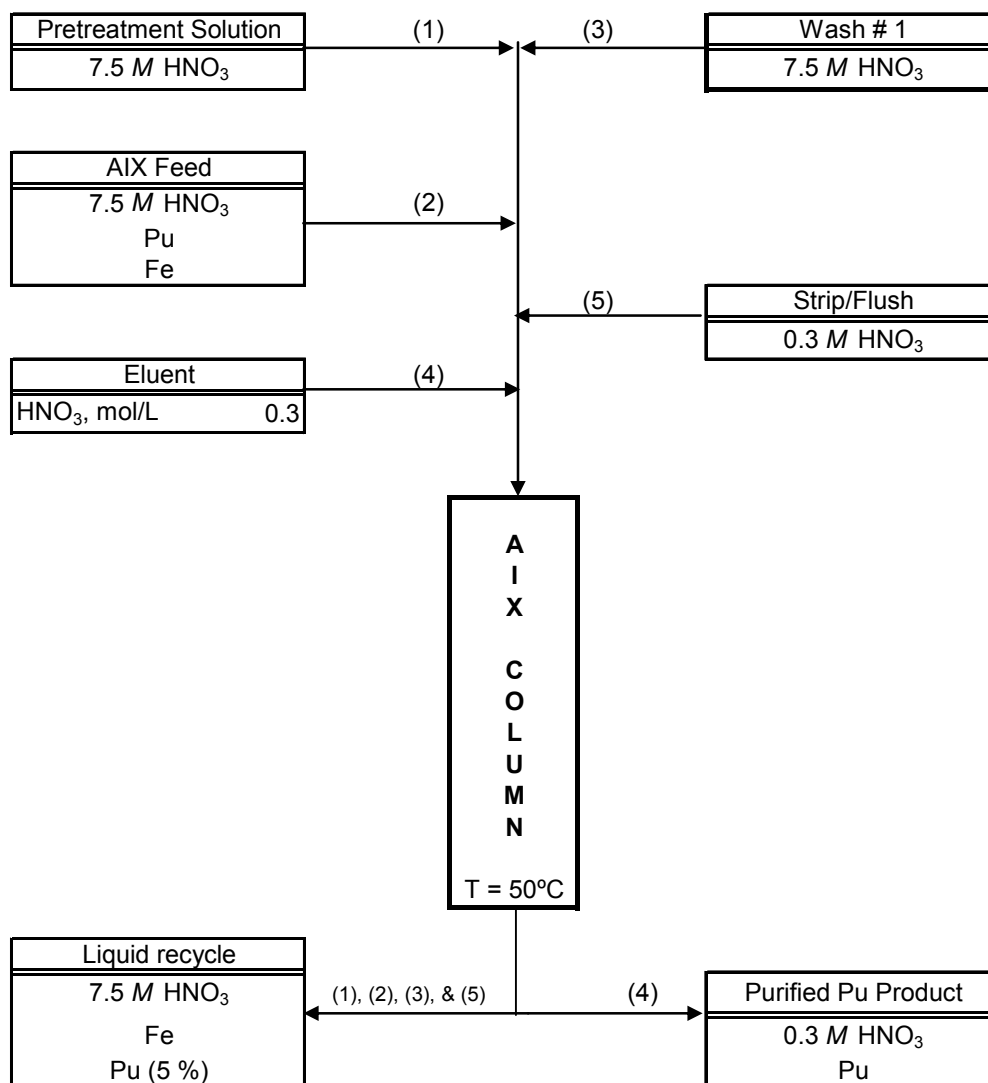 Pretreatment Solution
7.5 M HNO₃
(1)
(3)
Wash # 1
7.5 M HNO₃
AIX Feed
7.5 M HNO₃
Pu
Fe
(2)
(5)
Strip/Flush
0.3 M HNO₃
Eluent
HNO₃, mol/L 0.3
(4)
A
I
X
C
O
L
U
M
N
T = 50ºC
Liquid recycle
7.5 M HNO₃
Fe
Pu (5 %)
(1), (2), (3), & (5)
(4)
Purified Pu Product
0.3 M HNO₃
Pu